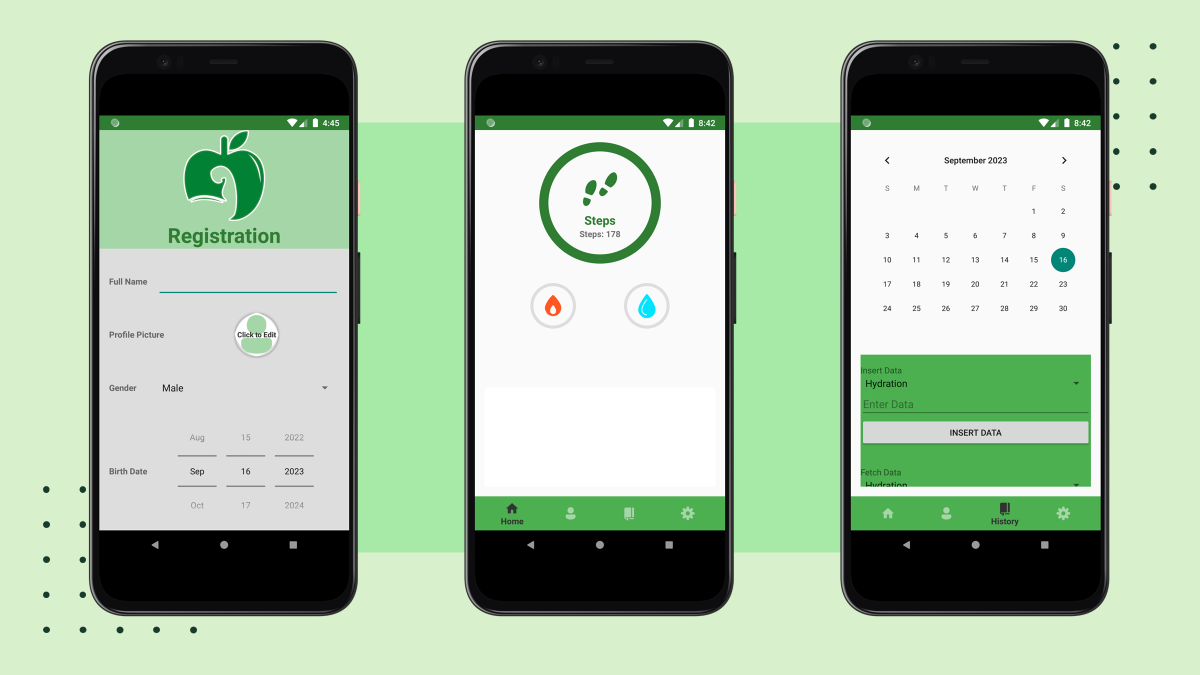 4:45
Registration
Full Name
Profile Picture
Click to Edit
Gender
Male
Aug 15 2022
Birth Date
Sep 16 2023
Oct 17 2024
8:42
Steps
Steps: 178
Home
8:42
September 2023
S M T W T F S
1 2
3 4 5 6 7 8 9
10 11 12 13 14 15 16
17 18 19 20 21 22 23
24 25 26 27 28 29 30
Insert Data
Hydration
Enter Data
INSERT DATA
Fetch Data
Hydration
History